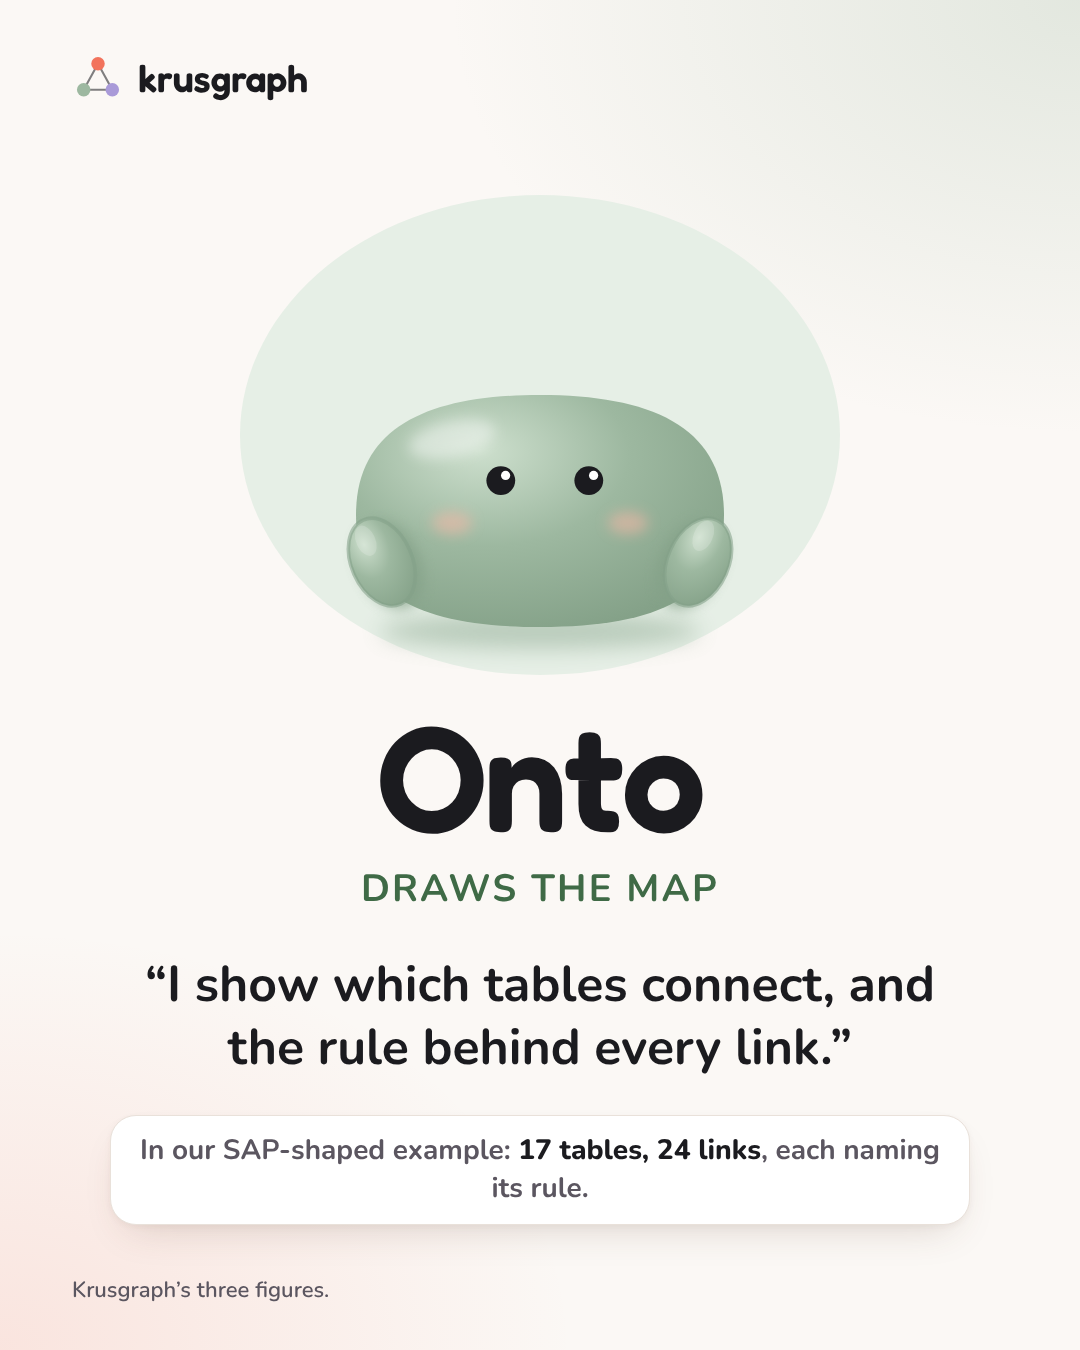 krusgraph
Onto
DRAWS THE MAP
“I show which tables connect, and
the rule behind every link.”
In our SAP-shaped example: 17 tables, 24 links, each naming
its rule.
Krusgraph’s three figures.